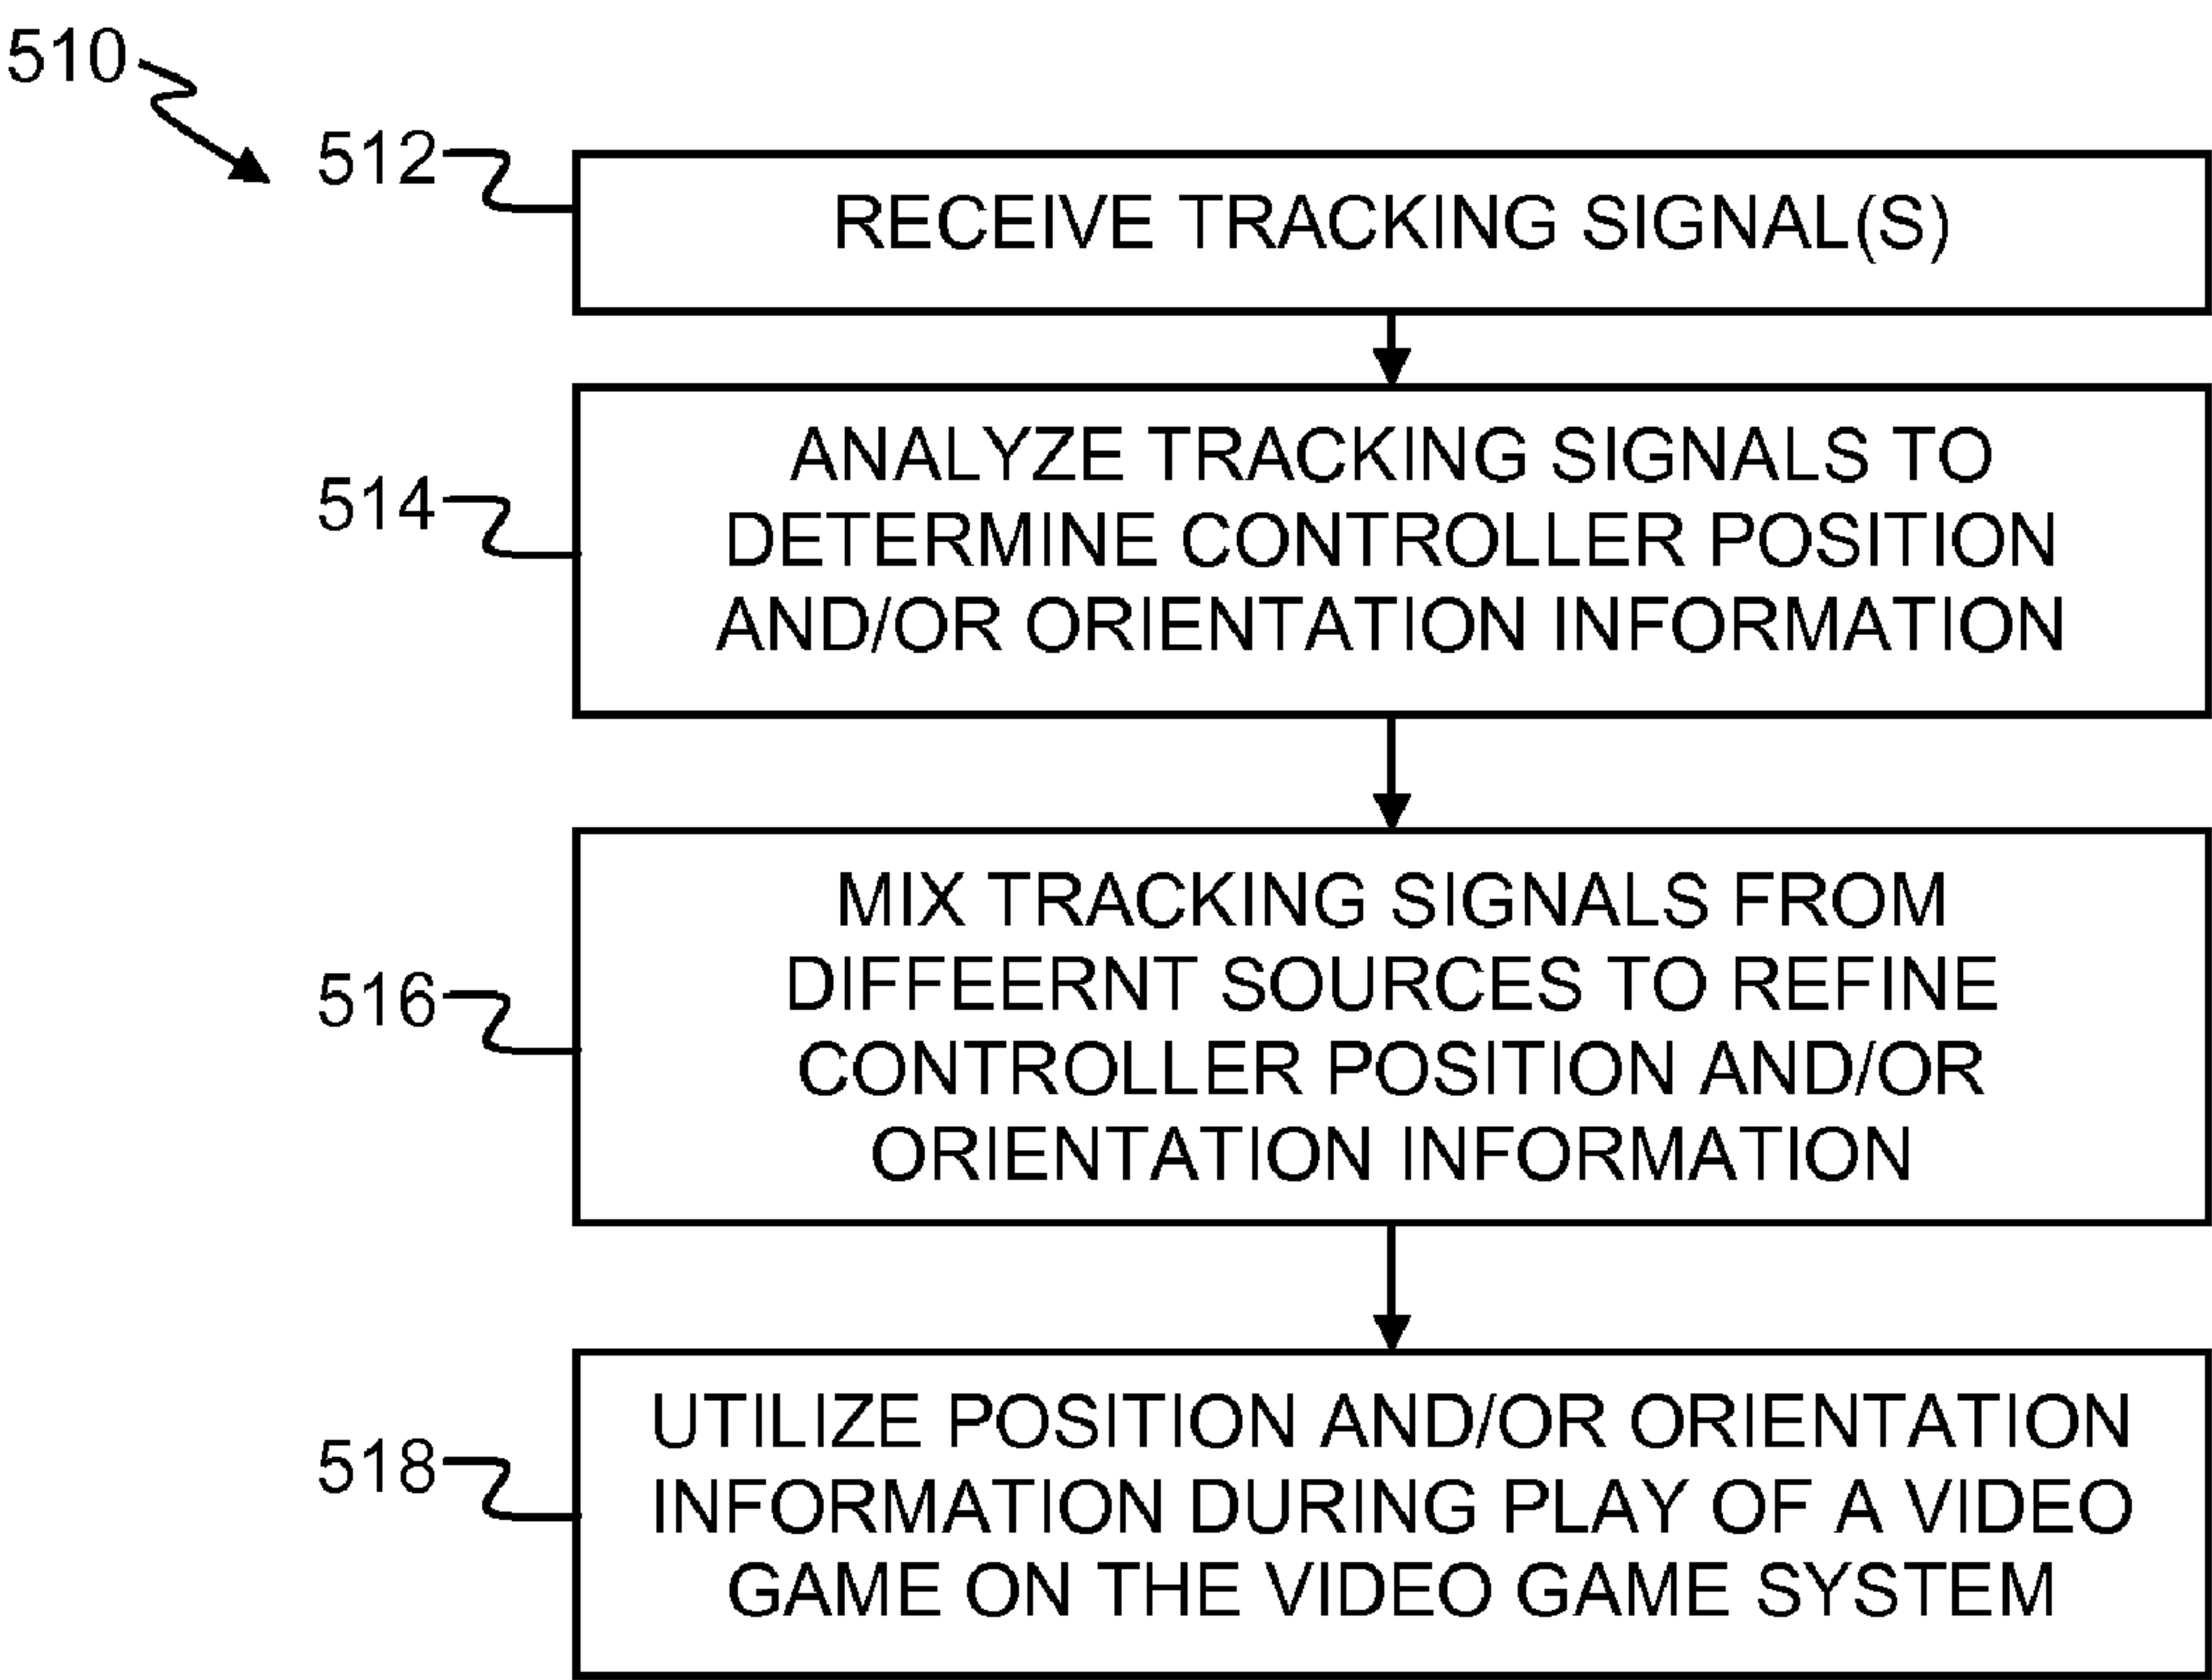 510
512
RECEIVE TRACKING SIGNAL(S)
514
ANALYZE TRACKING SIGNALS TO
DETERMINE CONTROLLER POSITION
AND/OR ORIENTATION INFORMATION
516
MIX TRACKING SIGNALS FROM
DIFFEERNT SOURCES TO REFINE
CONTROLLER POSITION AND/OR
ORIENTATION INFORMATION
518
UTILIZE POSITION AND/OR ORIENTATION
INFORMATION DURING PLAY OF A VIDEO
GAME ON THE VIDEO GAME SYSTEM